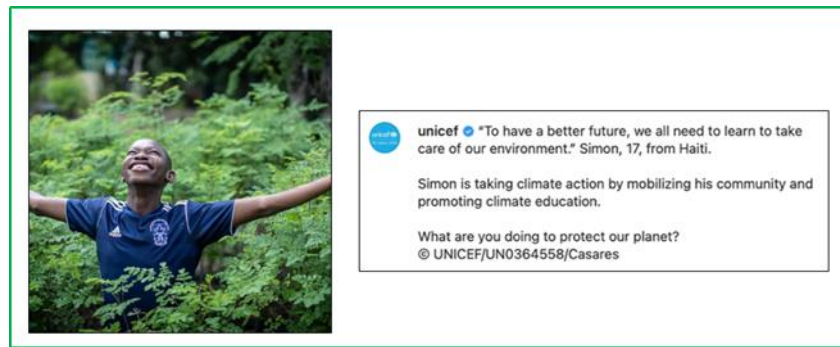 unicef "To have a better future, we all need to learn to take
care of our environment." Simon, 17, from Haiti.
Simon is taking climate action by mobilizing his community and
promoting climate education.
What are you doing to protect our planet?
© UNICEF/UN0364558/Casares
unicef